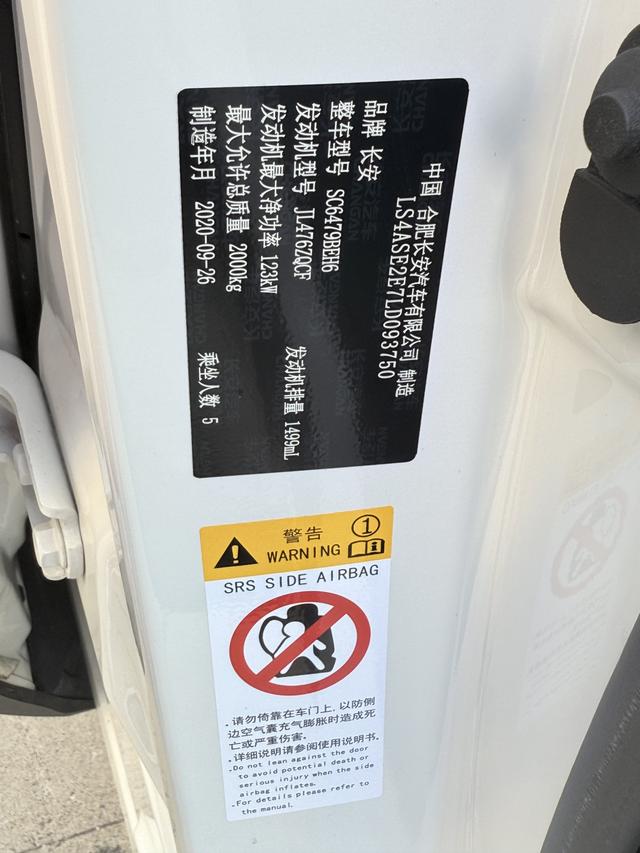 中国 合肥长安汽车有限公司 制造
LS4ASE2E7LD093750
品牌 长安
整车型号 SC6479BEH6
发动机型号 JL476ZQCF 发动机排量 1499mL
发动机最大净功率 123kW
最大允许总质量 2000kg
制造年月 2020-09-26 乘坐人数 5
警告 1
WARNING
SRS SIDE AIRBAG
.请勿倚靠在车门上,以防侧
边空气囊充气膨胀时造成死
亡或严重伤害.
.详细说明请参阅使用说明书.
.Do not lean against the door
to avoid potential death or
serious injury when the side
airbag inflates.
.For details please refer to
the manual.